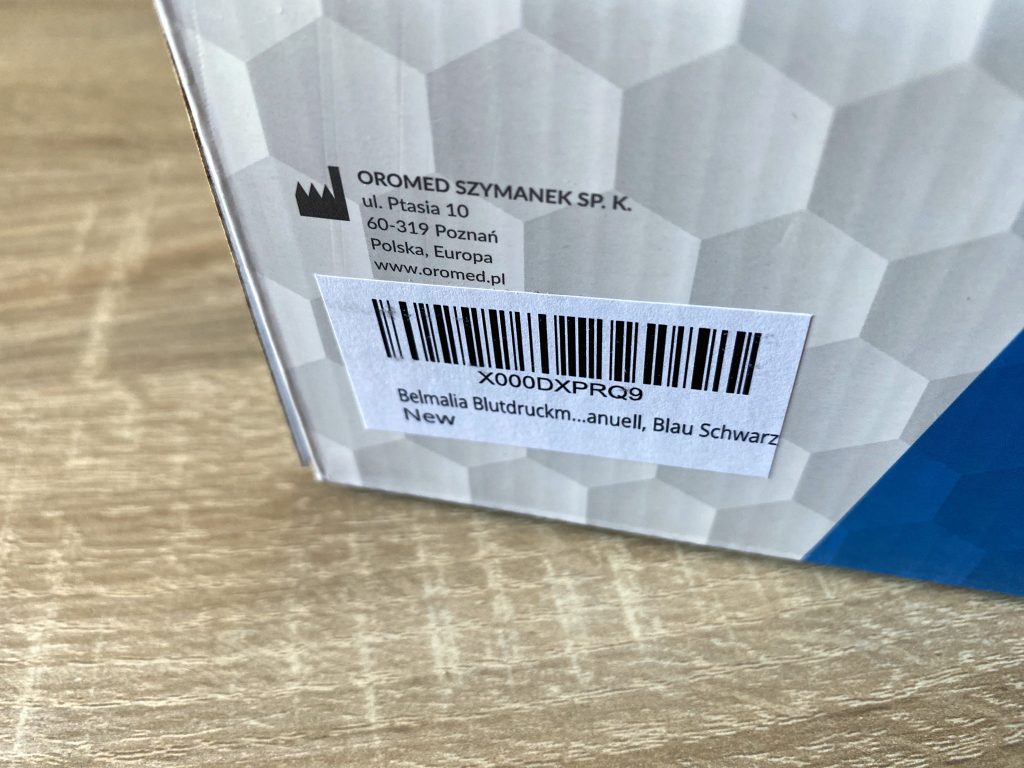 OROMED SZYMANEK SP. K.
ul. Ptasia 10
60-319 Poznań
Polska, Europa
www.oromed.pl
X000DXPRQ9
Belmalia Blutdruckm...anuell, Blau Schwarz
New